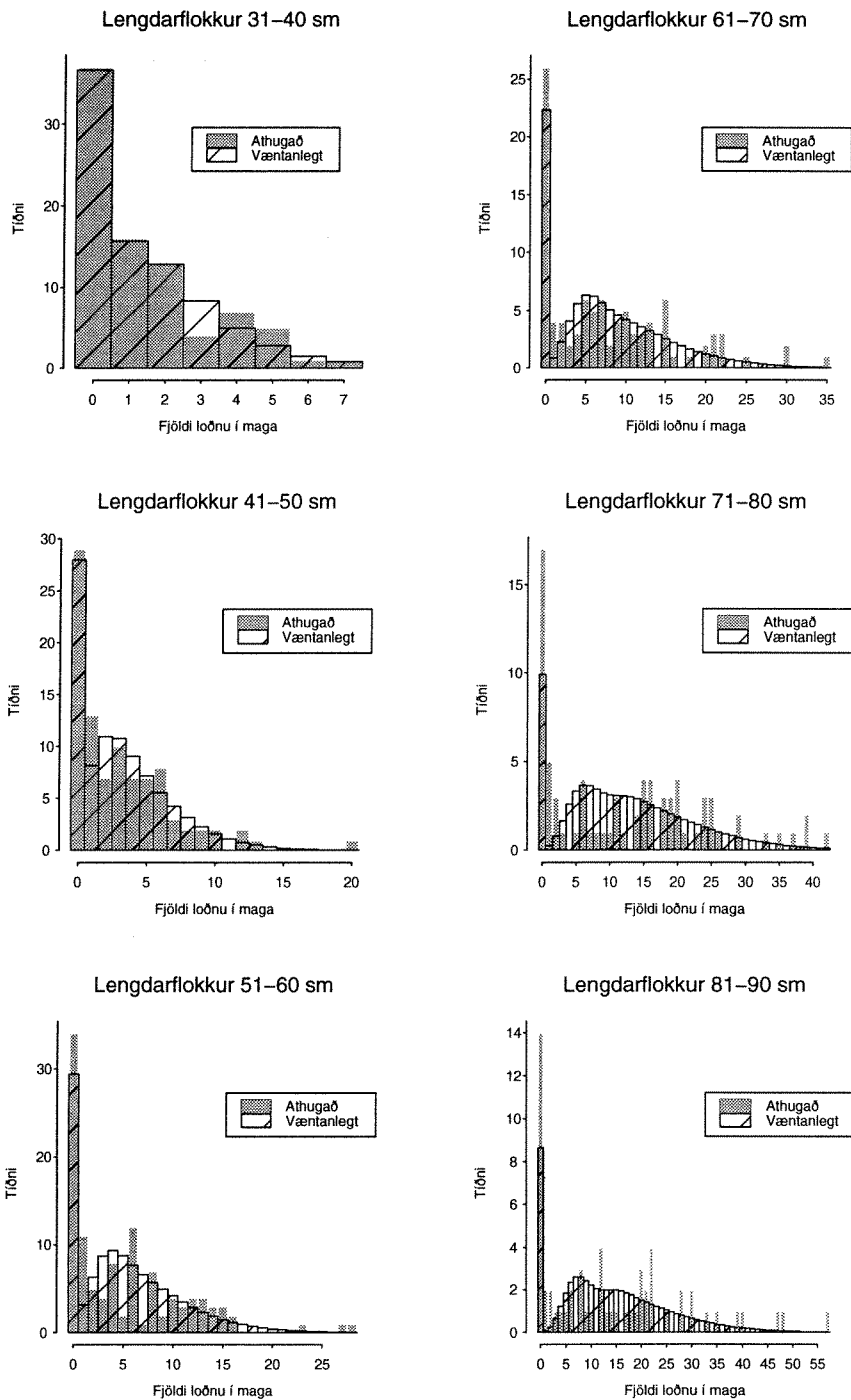 Lengdarflokkur 31–40 sm
Tíðni
0
10
20
30
Athugað
Væntanlegt
0 1 2 3 4 5 6 7
Fjöldi loðnu í maga
Lengdarflokkur 61–70 sm
Tíðni
0
5
10
15
20
25
Athugað
Væntanlegt
0 5 10 15 20 25 30 35
Fjöldi loðnu í maga
Lengdarflokkur 41–50 sm
Tíðni
0
5
10
15
20
25
30
Athugað
Væntanlegt
0 5 10 15 20
Fjöldi loðnu í maga
Lengdarflokkur 71–80 sm
Tíðni
0
5
10
15
Athugað
Væntanlegt
0 5 10 15 20 25 30 40
Fjöldi loðnu í maga
Lengdarflokkur 51–60 sm
Tíðni
0
10
20
30
Athugað
Væntanlegt
0 5 10 15 20 25
Fjöldi loðnu í maga
Lengdarflokkur 81–90 sm
Tíðni
0
2
4
6
8
10
12
14
Athugað
Væntanlegt
0 5 10 15 20 25 30 35 40 45 55
Fjöldi loðnu í maga